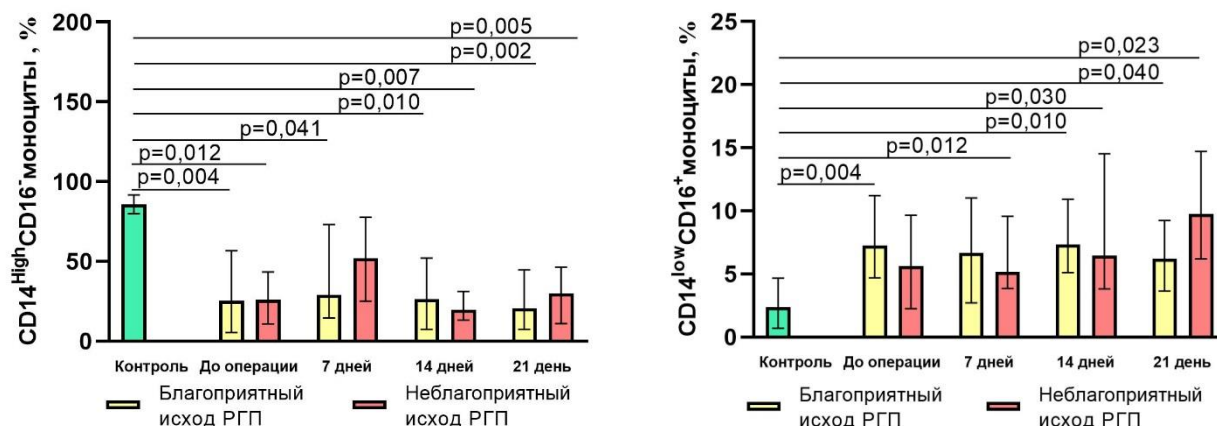 CD14HighCD16-моноциты , %
200
150
100
50
0
p=0,005
p=0,002
p=0,007
p=0,010
p=0,041
p=0,012
p=0,004
Контроль До операции 7 дней 14 дней 21 день
Благоприятный исход РГП
Неблагоприятный исход РГП
CD14lowCD16+моноциты, %
25
20
15
10
5
0
p=0,023
p=0,040
p=0,030
p=0,010
p=0,012
p=0,004
Контроль До операции 7 дней 14 дней 21 день
Благоприятный исход РГП
Неблагоприятный исход РГП